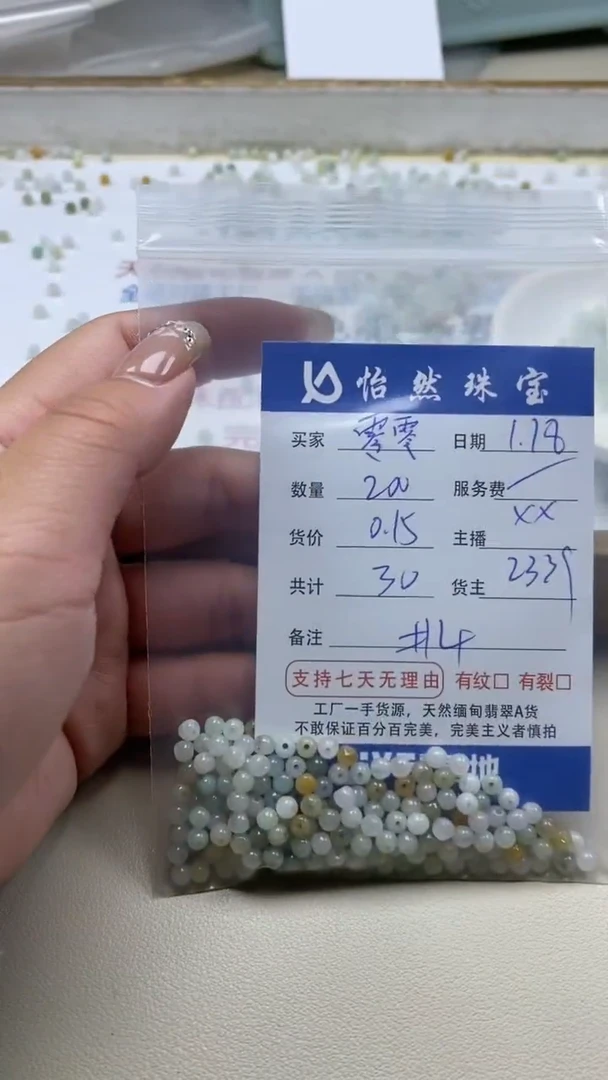 怡然珠宝
买家 零零 日期 1.18
数量 200 服务费
货价 0.15 主播 XX
共计 30 货主 2339
备注 #4
支持七天无理由 有纹□ 有裂□
工厂一手货源，天然缅甸翡翠A货
不敢保证百分百完美，完美主义者慎拍